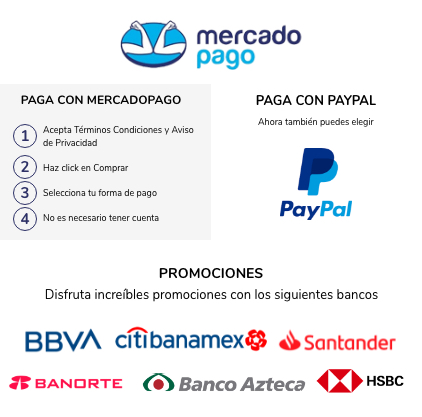 mercado
pago
PAGA CON MERCADOPAGO
1 Acepta Términos Condiciones y Aviso
de Privacidad
2 Haz click en Comprar
3 Selecciona tu forma de pago
4 No es necesario tener cuenta
PAGA CON PAYPAL
Ahora también puedes elegir
PayPal
PROMOCIONES
Disfruta increíbles promociones con los siguientes bancos
BBVA citibanamex Santander
BANORTE Banco Azteca HSBC